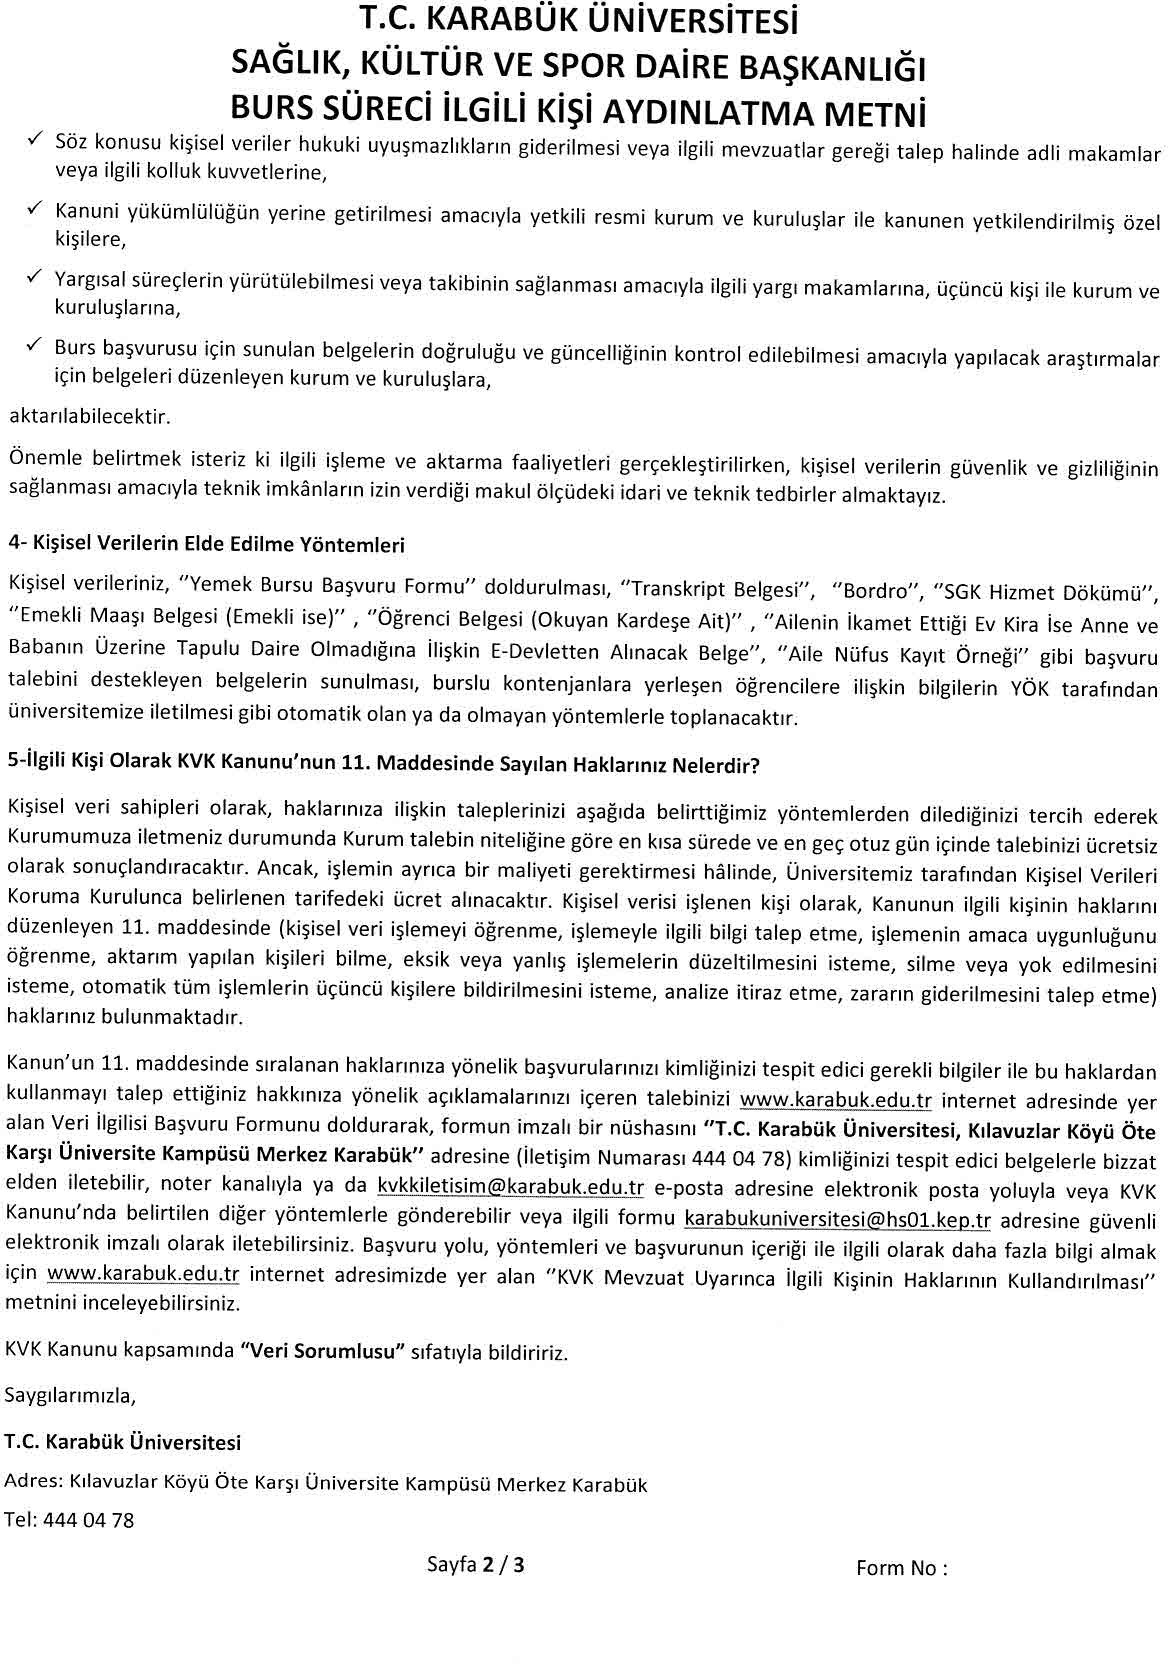 T.C. KARABÜK ÜNİVERSİTESİ
SAĞLIK, KÜLTÜR VE SPOR DAİRE BAŞKANLIĞI
BURS SÜRECİ İLGİLİ KİŞİ AYDINLATMA METNİ
✓ Söz konusu kişisel veriler hukuki uyuşmazlıkların giderilmesi veya ilgili mevzuatlar gereği talep halinde adli makamlar
veya ilgili kolluk kuvvetlerine,
✓ Kanuni yükümlülüğün yerine getirilmesi amacıyla yetkili resmi kurum ve kuruluşlar ile kanunen yetkilendirilmiş özel
kişilere,
✓ Yargısal süreçlerin yürütülebilmesi veya takibinin sağlanması amacıyla ilgili yargı makamlarına, üçüncü kişi ile kurum ve
kuruluşlarına,
✓ Burs başvurusu için sunulan belgelerin doğruluğu ve güncelliğinin kontrol edilebilmesi amacıyla yapılacak araştırmalar
için belgeleri düzenleyen kurum ve kuruluşlara,
aktarılabilecektir.
Önemle belirtmek isteriz ki ilgili işleme ve aktarma faaliyetleri gerçekleştirilirken, kişisel verilerin güvenlik ve gizliliğinin
sağlanması amacıyla teknik imkânların izin verdiği makul ölçüdeki idari ve teknik tedbirler almaktayız.
4- Kişisel Verilerin Elde Edilme Yöntemleri
Kişisel verileriniz, ‘’Yemek Bursu Başvuru Formu’’ doldurulması, ‘’Transkript Belgesi’’, ‘’Bordro’’, ‘’SGK Hizmet Dökümü’’,
‘’Emekli Maaşı Belgesi (Emekli ise)’’ , ‘’Öğrenci Belgesi (Okuyan Kardeşe Ait)’’ , ‘’Ailenin İkamet Ettiği Ev Kira İse Anne ve
Babanın Üzerine Tapulu Daire Olmadığına İlişkin E-Devletten Alınacak Belge’’, ‘’Aile Nüfus Kayıt Örneği’’ gibi başvuru
talebini destekleyen belgelerin sunulması, burslu kontenjanlara yerleşen öğrencilere ilişkin bilgilerin YÖK tarafından
üniversitemize iletilmesi gibi otomatik olan ya da olmayan yöntemlerle toplanacaktır.
5-İlgili Kişi Olarak KVK Kanunu’nun 11. Maddesinde Sayılan Haklarınız Nelerdir?
Kişisel veri sahipleri olarak, haklarınıza ilişkin taleplerinizi aşağıda belirttiğimiz yöntemlerden dilediğinizi tercih ederek
Kurumumuza iletmeniz durumunda Kurum talebin niteliğine göre en kısa sürede ve en geç otuz gün içinde talebinizi ücretsiz
olarak sonuçlandıracaktır. Ancak, işlemin ayrıca bir maliyeti gerektirmesi hâlinde, Üniversitemiz tarafından Kişisel Verileri
Koruma Kurulunca belirlenen tarifedeki ücret alınacaktır. Kişisel verisi işlenen kişi olarak, Kanunun ilgili kişinin haklarını
düzenleyen 11. maddesinde (kişisel veri işlemeyi öğrenme, işlemeyle ilgili bilgi talep etme, işlemenin amaca uygunluğunu
öğrenme, aktarım yapılan kişileri bilme, eksik veya yanlış işlemelerin düzeltilmesini isteme, silme veya yok edilmesini
isteme, otomatik tüm işlemlerin üçüncü kişilere bildirilmesini isteme, analize itiraz etme, zararın giderilmesini talep etme)
haklarınız bulunmaktadır.
Kanun’un 11. maddesinde sıralanan haklarınıza yönelik başvurularınızı kimliğinizi tespit edici gerekli bilgiler ile bu haklardan
kullanmayı talep ettiğiniz hakkınıza yönelik açıklamalarınızı içeren talebinizi www.karabuk.edu.tr internet adresinde yer
alan Veri İlgilisi Başvuru Formunu doldurarak, formun imzalı bir nüshasını ‘’T.C. Karabük Üniversitesi, Kılavuzlar Köyü Öte
Karşı Üniversite Kampüsü Merkez Karabük’’ adresine (İletişim Numarası 444 04 78) kimliğinizi tespit edici belgelerle bizzat
elden iletebilir, noter kanalıyla ya da kvkkiletisim@karabuk.edu.tr e-posta adresine elektronik posta yoluyla veya KVK
Kanunu’nda belirtilen diğer yöntemlerle gönderebilir veya ilgili formu karabukuniversitesi@hs01.kep.tr adresine güvenli
elektronik imzalı olarak iletebilirsiniz. Başvuru yolu, yöntemleri ve başvurunun içeriği ile ilgili olarak daha fazla bilgi almak
için www.karabuk.edu.tr internet adresimizde yer alan ‘’KVK Mevzuat Uyarınca İlgili Kişinin Haklarının Kullandırılması’’
metnini inceleyebilirsiniz.
KVK Kanunu kapsamında “Veri Sorumlusu” sıfatıyla bildiririz.
Saygılarımızla,
T.C. Karabük Üniversitesi
Adres: Kılavuzlar Köyü Öte Karşı Üniversite Kampüsü Merkez Karabük
Tel: 444 04 78
Sayfa 2 / 3 Form No :